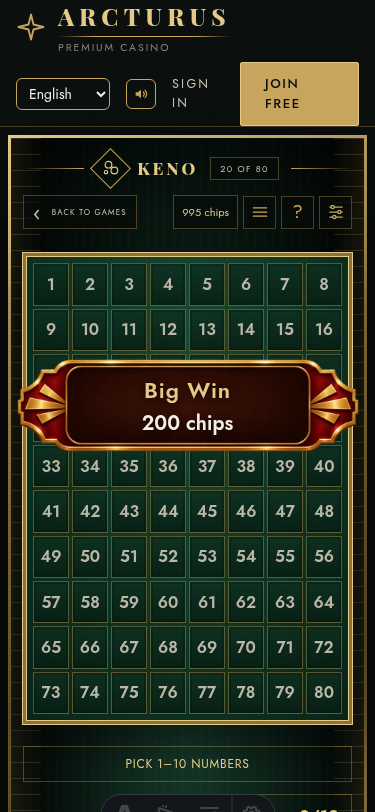 ARCTURUS
PREMIUM CASINO
English
SIGN IN
JOIN FREE
KENO
20 OF 80
BACK TO GAMES
995 chips
?
1 2 3 4 5 6 7 8
9 10 11 12 13 14 15 16
Big Win
200 chips
33 34 35 36 37 38 39 40
41 42 43 44 45 46 47 48
49 50 51 52 53 54 55 56
57 58 59 60 61 62 63 64
65 66 67 68 69 70 71 72
73 74 75 76 77 78 79 80
PICK 1–10 NUMBERS